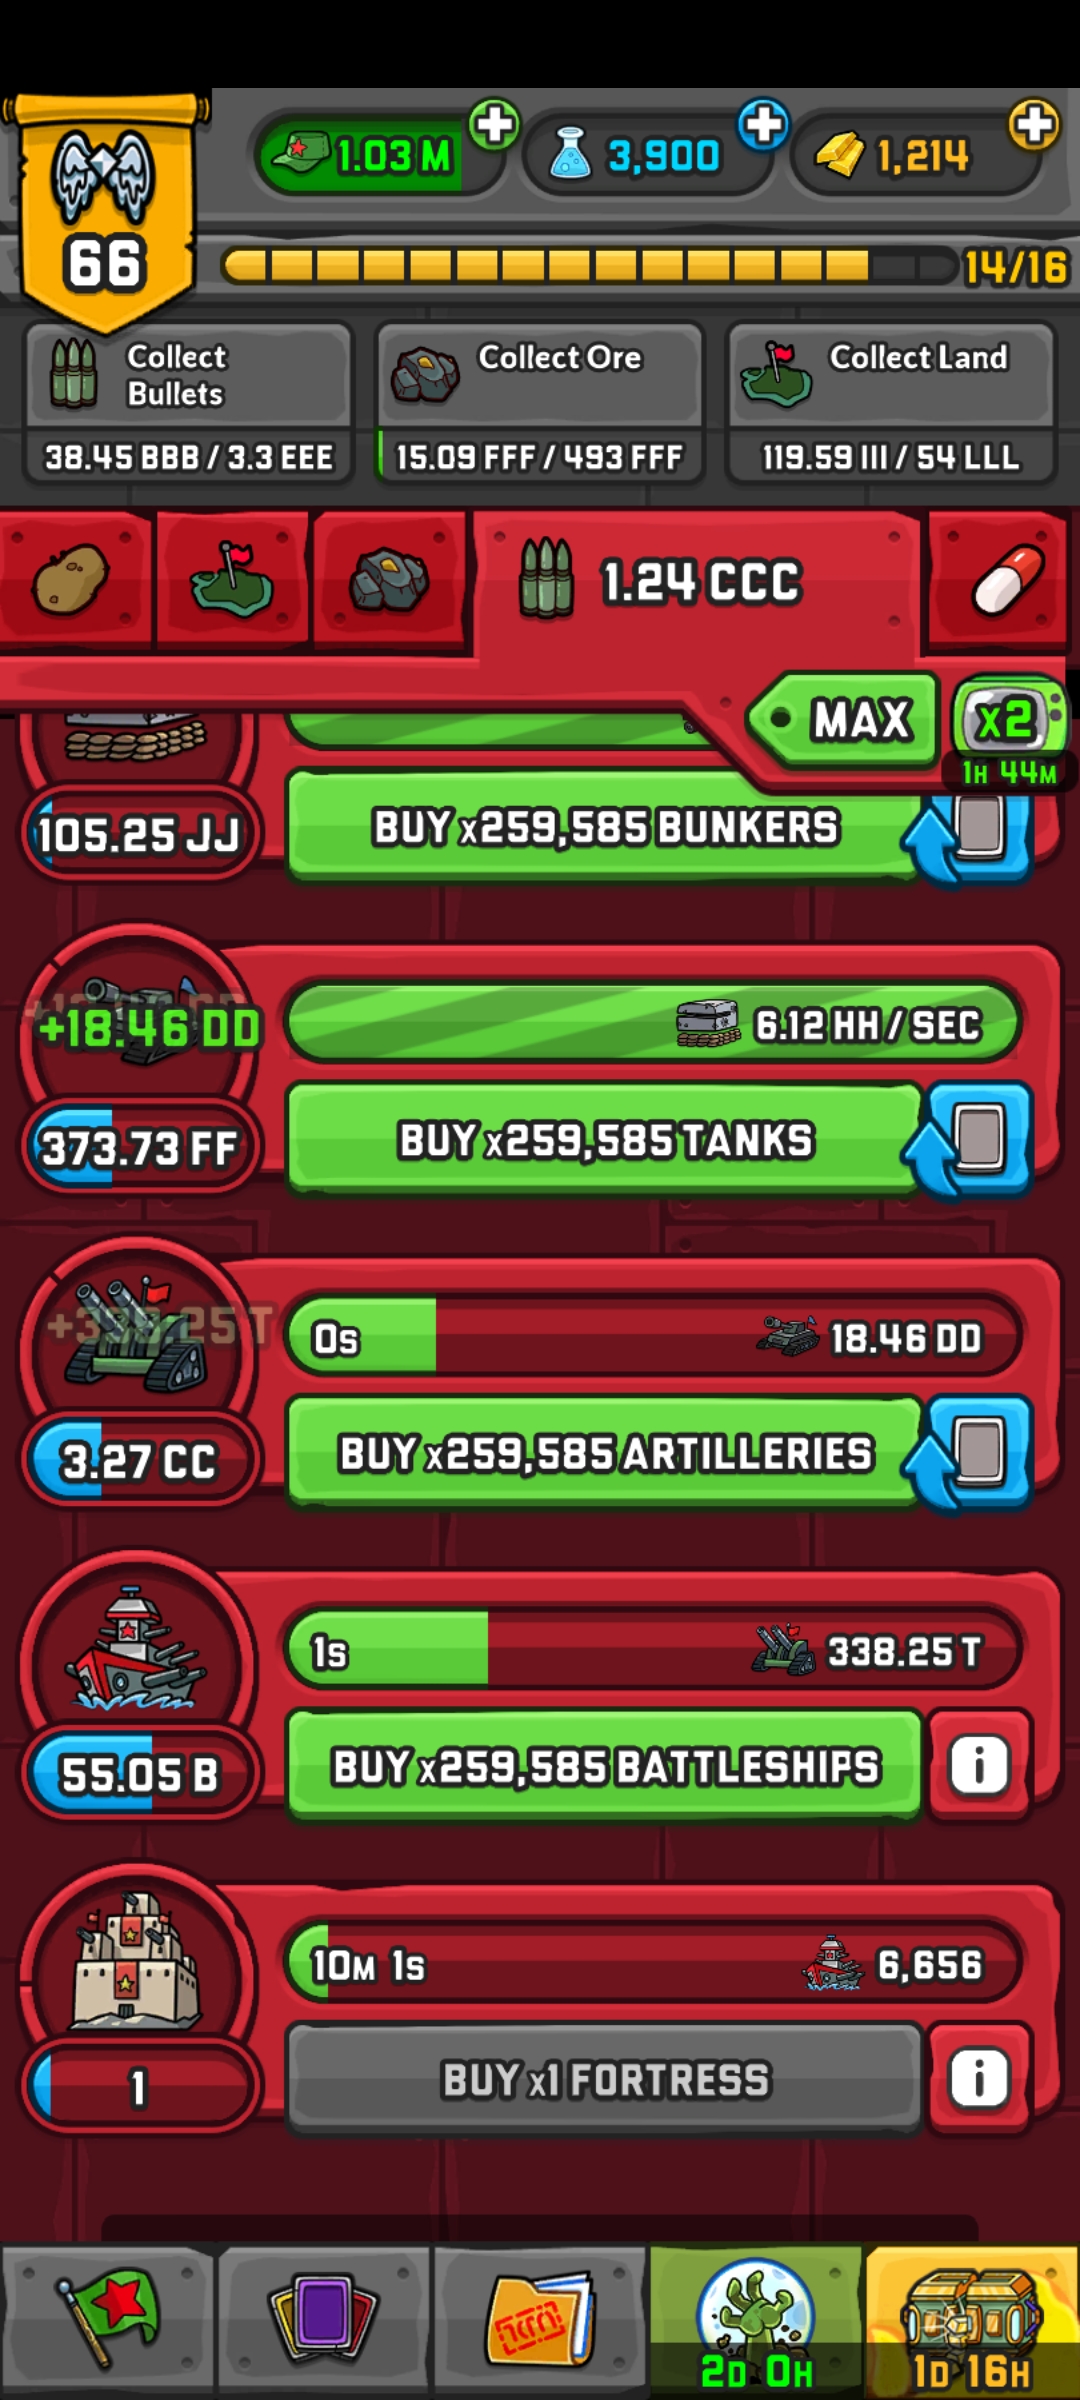 1.03 M
3,900
1,214
66
14/16
Collect
Bullets
38.45 BBB / 3.3 EEE
Collect Ore
15.09 FFF / 493 FFF
Collect Land
119.59 III / 54 LLL
1.24 CCC
MAX
x2
1H 44M
105.25 JJ
BUY x259,585 BUNKERS
+18.46 DD
6.12 HH / SEC
373.73 FF
BUY x259,585 TANKS
+338.25 T
0s
18.46 DD
3.27 CC
BUY x259,585 ARTILLERIES
1s
338.25 T
55.05 B
BUY x259,585 BATTLESHIPS
i
10M 1s
6,656
1
BUY x1 FORTRESS
i
2D 0H
1D 16H